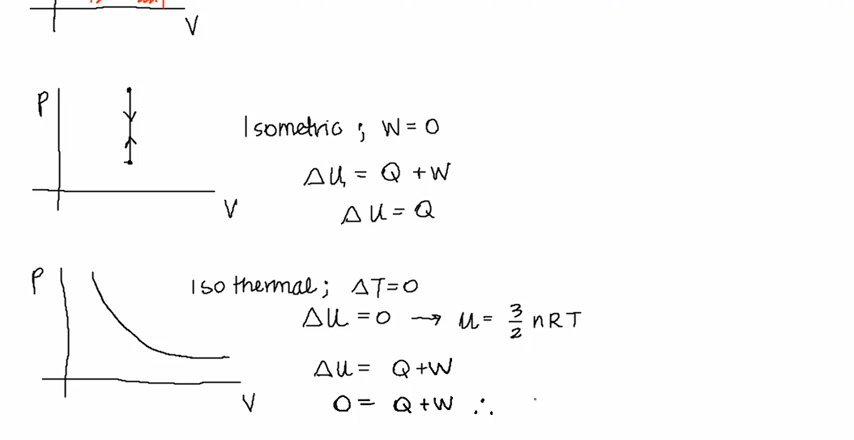 V
P
Isometric ; W = 0
ΔU = Q + W
V
ΔU = Q
P
Isothermal ; ΔT = 0
ΔU = 0 → U = 3/2 nRT
ΔU = Q + W
V
0 = Q + W ∴